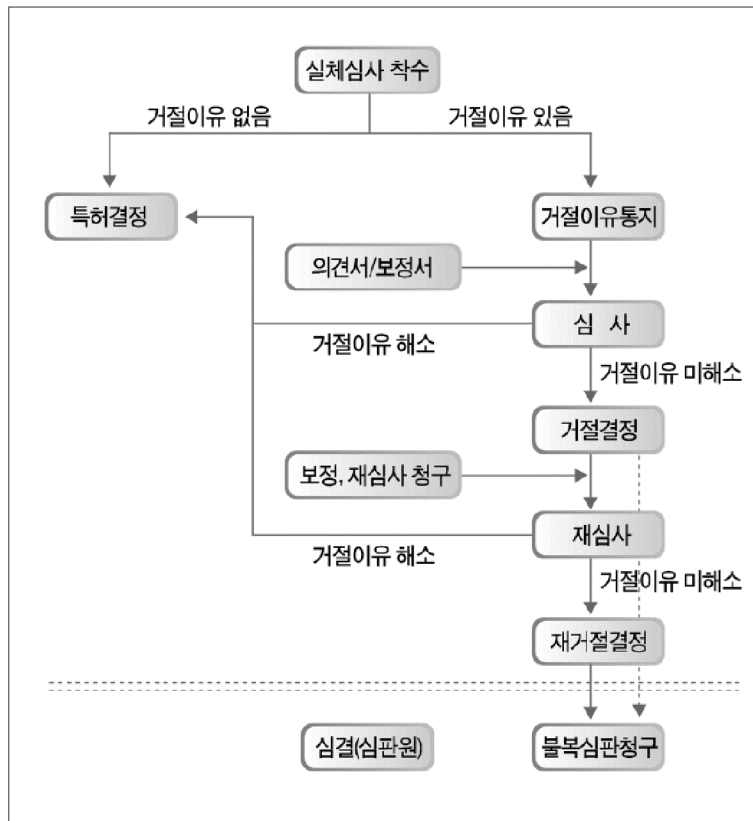 실체심사 착수
거절이유 없음
거절이유 있음
특허결정
거절이유통지
의견서/보정서
심 사
거절이유 해소
거절이유 미해소
거절결정
보정, 재심사 청구
재심사
거절이유 해소
거절이유 미해소
재거절결정
심결(심판원)
불복심판청구